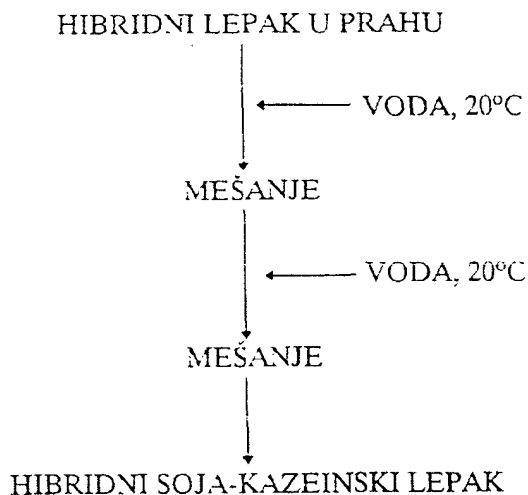 HIBRIDNI LEPAK U PRAHU
VODA, 20°C
MEŠANJE
VODA, 20°C
MEŠANJE
HIBRIDNI SOJA-KAZEINSKI LEPAK